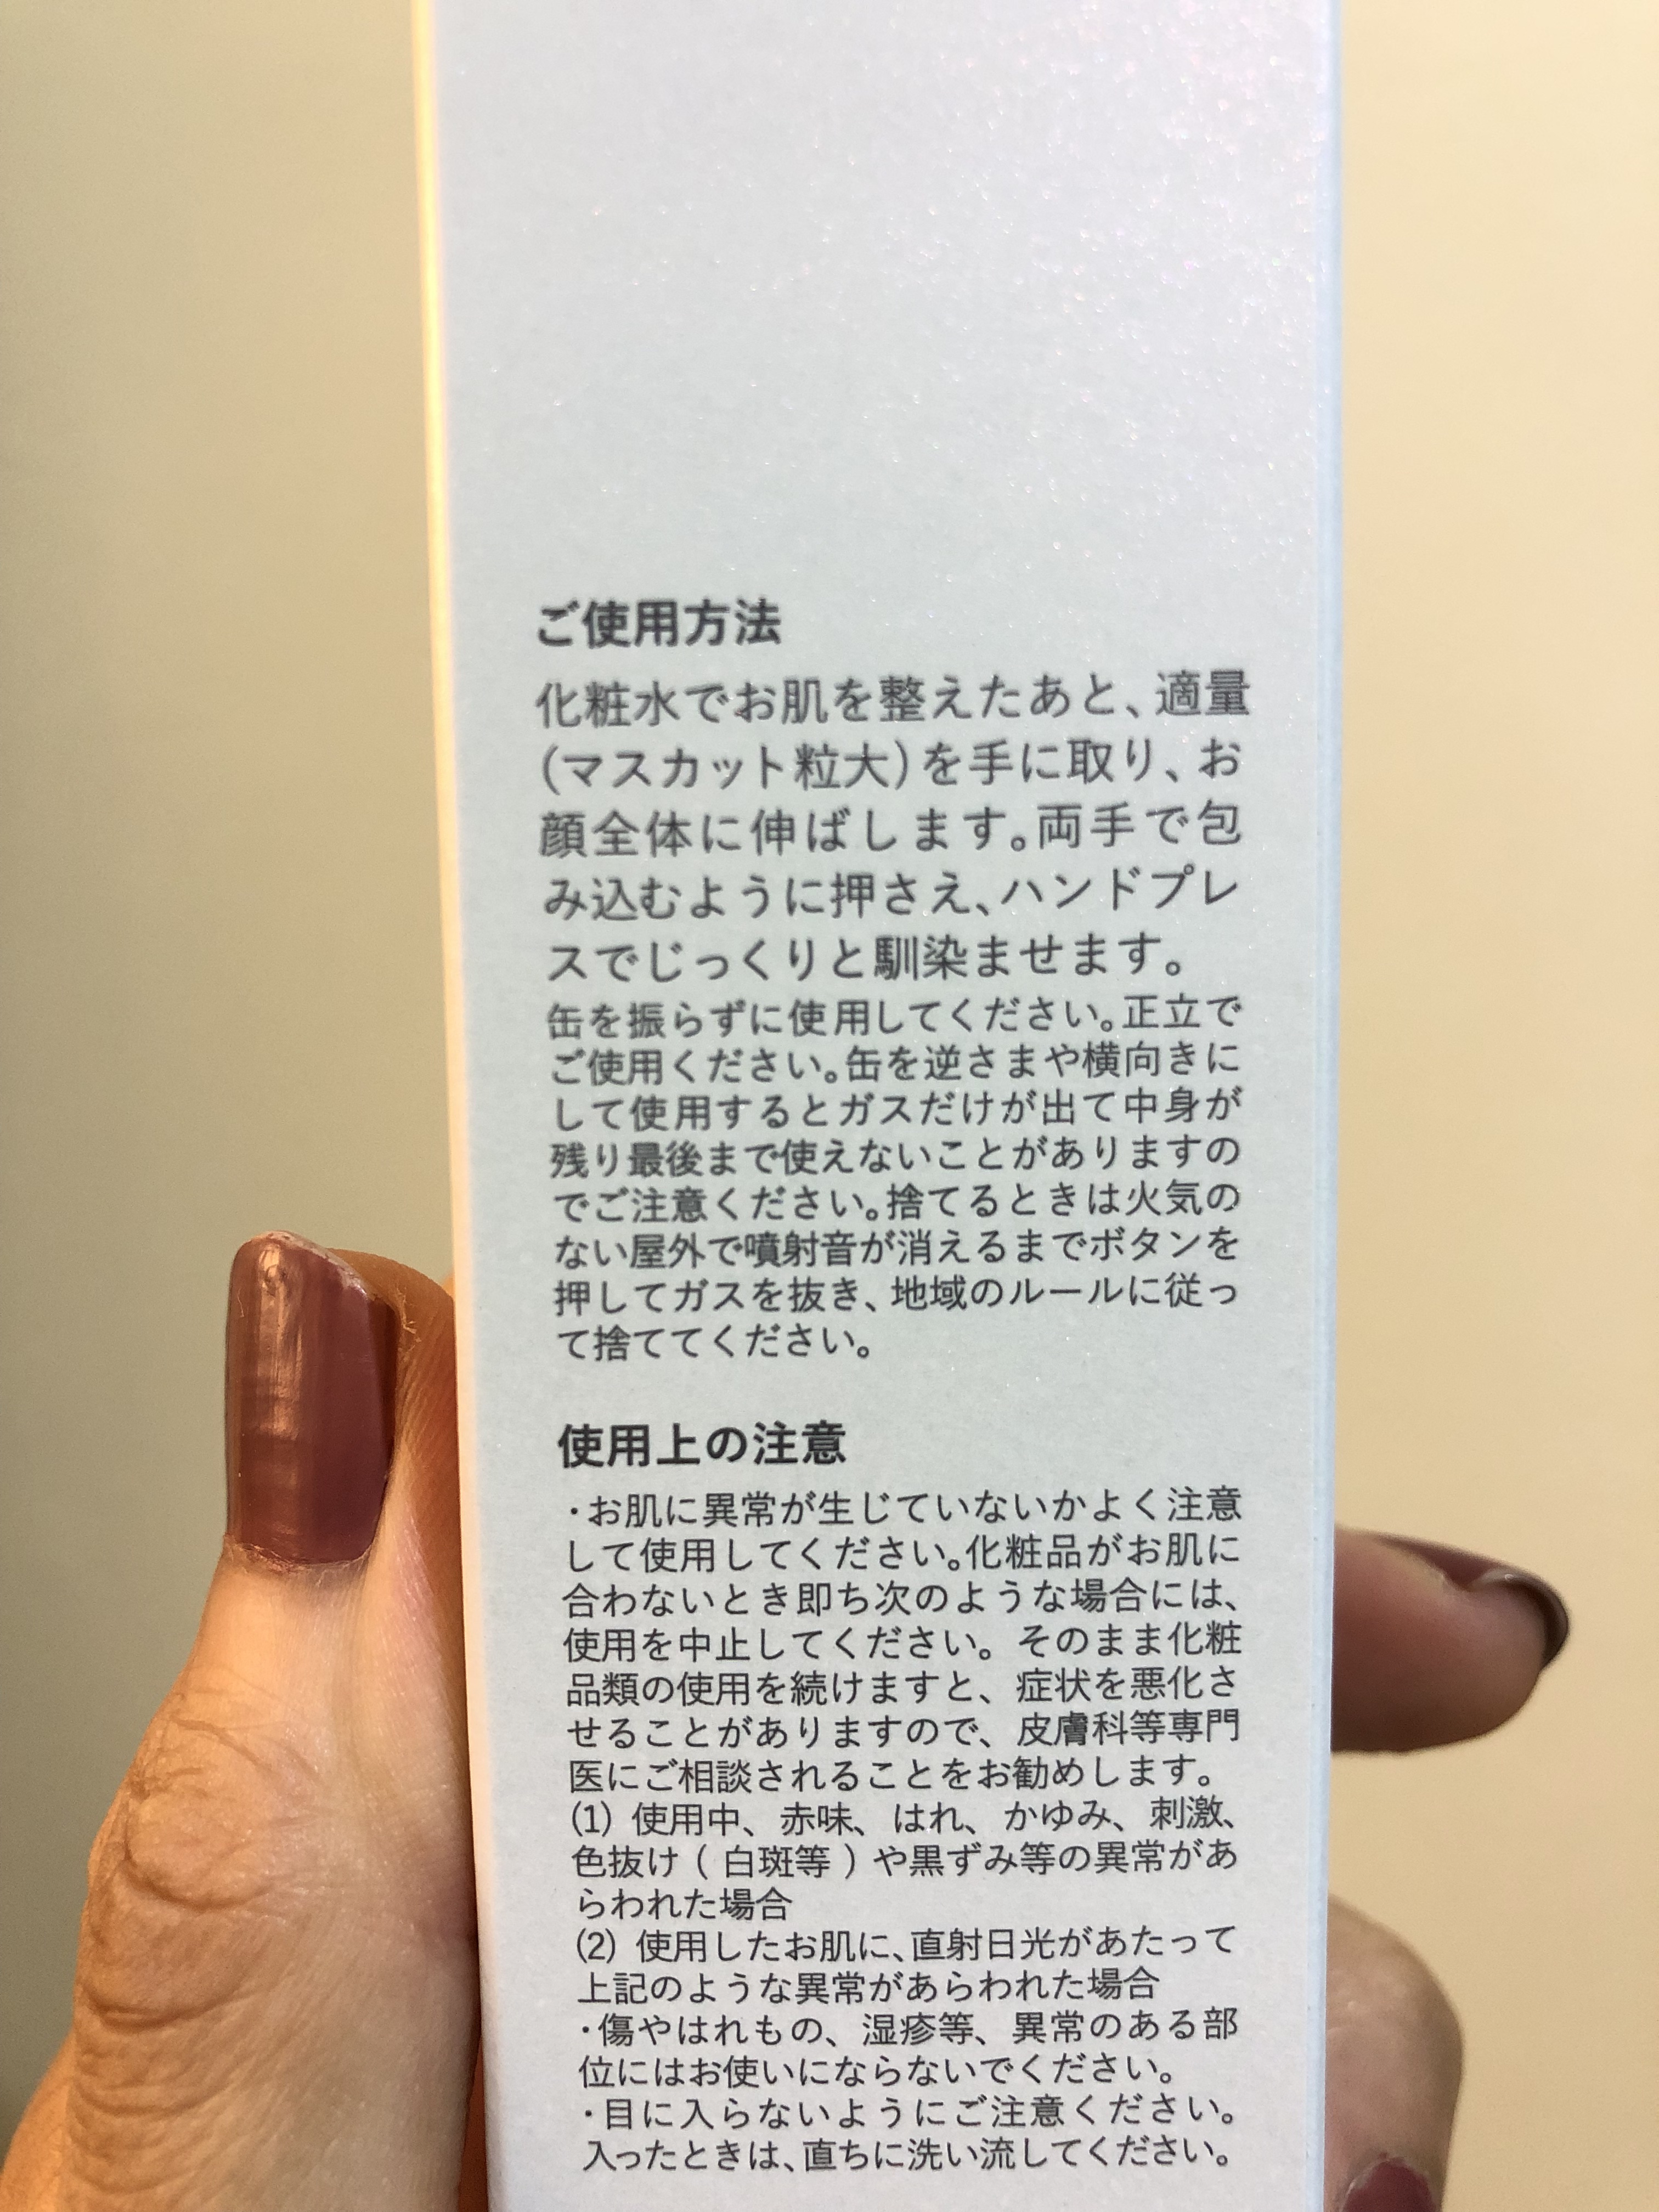 ご使用方法
化粧水でお肌を整えたあと、適量
(マスカット粒大)を手に取り、お
顔全体に伸ばします。両手で包
み込むように押さえ、ハンドプレ
スでじっくりと馴染ませます。
缶を振らずに使用してください。正立で
ご使用ください。缶を逆さまや横向きに
して使用するとガスだけが出て中身が
残り最後まで使えないことがありますの
でご注意ください。捨てるときは火気の
ない屋外で噴射音が消えるまでボタンを
押してガスを抜き、地域のルールに従っ
て捨ててください。
使用上の注意
・お肌に異常が生じていないかよく注意
して使用してください。化粧品がお肌に
合わないとき即ち次のような場合には、
使用を中止してください。そのまま化粧
品類の使用を続けますと、症状を悪化さ
せることがありますので、皮膚科等専門
医にご相談されることをお勧めします。
(1) 使用中、赤味、はれ、かゆみ、刺激、
色抜け ( 白斑等 ) や黒ずみ等の異常があ
らわれた場合
(2) 使用したお肌に、直射日光があたって
上記のような異常があらわれた場合
・傷やはれもの、湿疹等、異常のある部
位にはお使いにならないでください。
・目に入らないようにご注意ください。
入ったときは、直ちに洗い流してください。